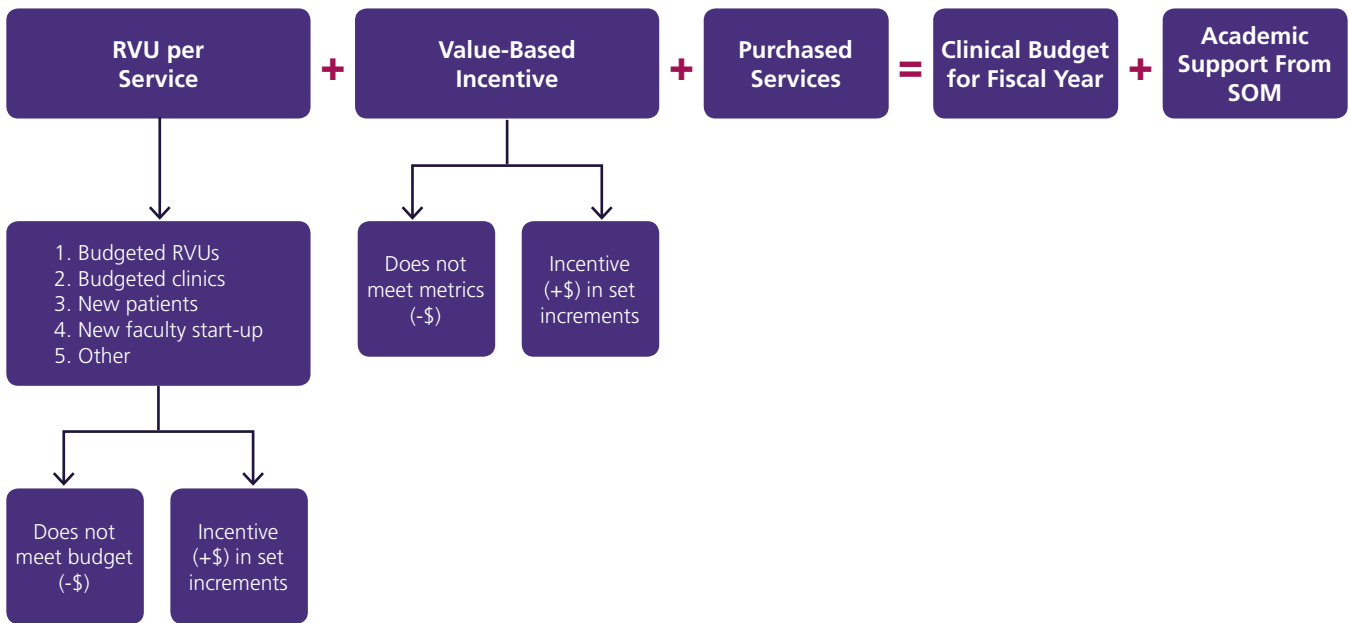 RVU per
Service
+
Value-Based
Incentive
+
Purchased
Services
=
Clinical Budget
for Fiscal Year
+
Academic
Support From
SOM
1. Budgeted RVUs
2. Budgeted clinics
3. New patients
4. New faculty start-up
5. Other
Does not
meet metrics
(-$)
Incentive
(+$) in set
increments
Does not
meet budget
(-$)
Incentive
(+$) in set
increments